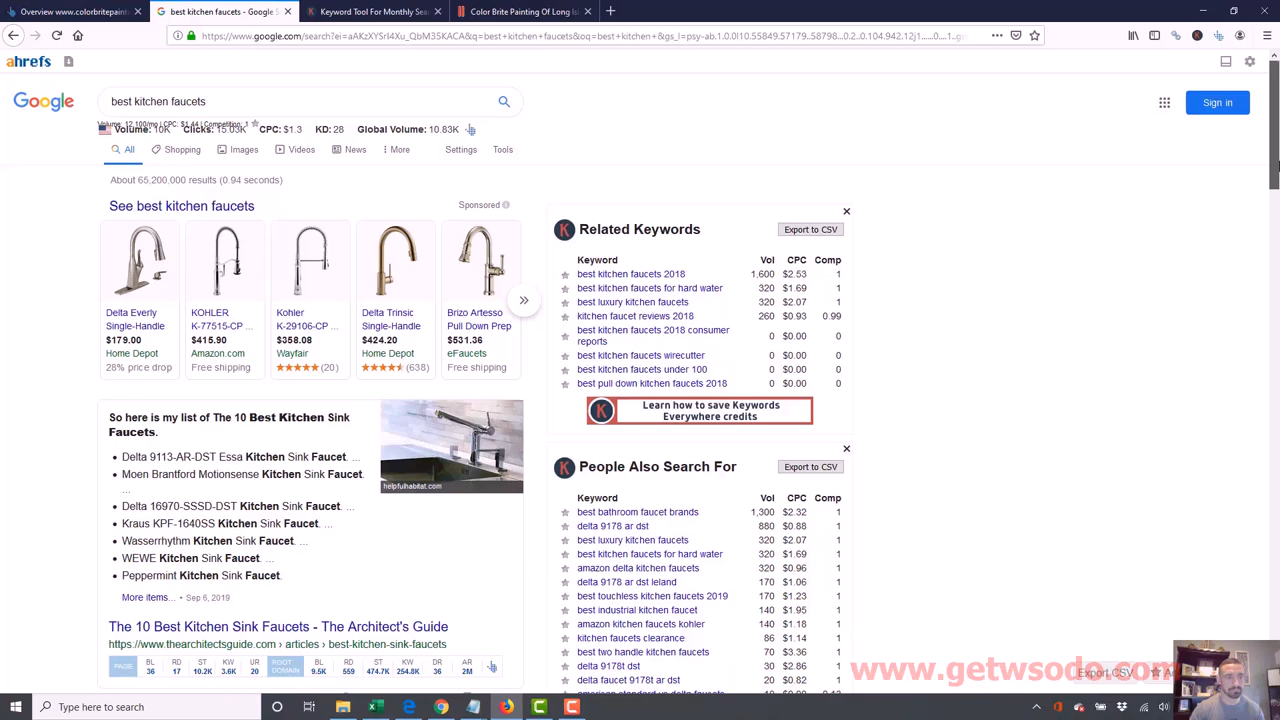 Overview www.colorbritepaint
best kitchen faucets - Google S
Keyword Tool For Monthly Sea
Color Brite Painting Of Long Is
https://www.google.com/search?ei=aAKzXYSrI4Xu_QbM35KACA&q=best+kitchen+faucets&oq=best+kitchen+&gs_l=psy-ab.1.0.0l10.55849.57179..58798...0.2..0.104.942.12j1......0....1..
ahrefs
Google
best kitchen faucets
Sign in
Volume: 12,100/mo | CPC: $1.44 | Competition: 1
Volume: 10K Clicks: 15.03K CPC: $1.3 KD: 28 Global Volume: 10.83K
All Shopping Images Videos News More Settings Tools
About 65,200,000 results (0.94 seconds)
See best kitchen faucets
Sponsored
Delta Everly
Single-Handle
$179.00
Home Depot
28% price drop
KOHLER
K-77515-CP ...
$415.90
Amazon.com
Free shipping
Kohler
K-29106-CP ...
$358.08
Wayfair
(20)
Delta Trinsic
Single-Handle
$424.20
Home Depot
(638)
Brizo Artesso
Pull Down Prep
$531.36
eFaucets
Free shipping
So here is my list of The 10 Best Kitchen Sink
Faucets.
Delta 9113-AR-DST Essa Kitchen Sink Faucet. ...
Moen Brantford Motionsense Kitchen Sink Faucet.
...
Delta 16970-SSSD-DST Kitchen Sink Faucet. ...
Kraus KPF-1640SS Kitchen Sink Faucet. ...
Wasserrhythm Kitchen Sink Faucet. ...
WEWE Kitchen Sink Faucet. ...
Peppermint Kitchen Sink Faucet.
More items... • Sep 6, 2019
helpfulhabitat.com
The 10 Best Kitchen Sink Faucets - The Architect's Guide
https://www.thearchitectsguide.com › articles › best-kitchen-sink-faucets
PAGE BL 36 RD 17 ST 10.2K KW 3.6K UR 20 ROOT DOMAIN BL 9.5K RD 559 ST 474.7K KW 254.8K DR 36 AR 2M
K Related Keywords
Export to CSV
Keyword Vol CPC Comp
best kitchen faucets 2018 1,600 $2.53 1
best kitchen faucets for hard water 320 $1.69 1
best luxury kitchen faucets 320 $2.07 1
kitchen faucet reviews 2018 260 $0.93 0.99
best kitchen faucets 2018 consumer
reports 0 $0.00 0
best kitchen faucets wirecutter 0 $0.00 0
best kitchen faucets under 100 0 $0.00 0
best pull down kitchen faucets 2018 0 $0.00 0
K Learn how to save Keywords
Everywhere credits
K People Also Search For
Export to CSV
Keyword Vol CPC Comp
best bathroom faucet brands 1,300 $2.32 1
delta 9178 ar dst 880 $0.88 1
best luxury kitchen faucets 320 $2.07 1
best kitchen faucets for hard water 320 $1.69 1
amazon delta kitchen faucets 320 $0.96 1
delta 9178 ar dst leland 170 $1.06 1
best touchless kitchen faucets 2019 170 $1.23 1
best industrial kitchen faucet 140 $1.95 1
amazon kitchen faucets kohler 140 $1.18 1
kitchen faucets clearance 86 $1.14 1
best two handle kitchen faucets 70 $3.36 1
delta 9178t dst 30 $2.86 1
delta faucet 9178t ar dst 20 $0.82 1
www.getwsodo.com
Export CSV
Type here to search